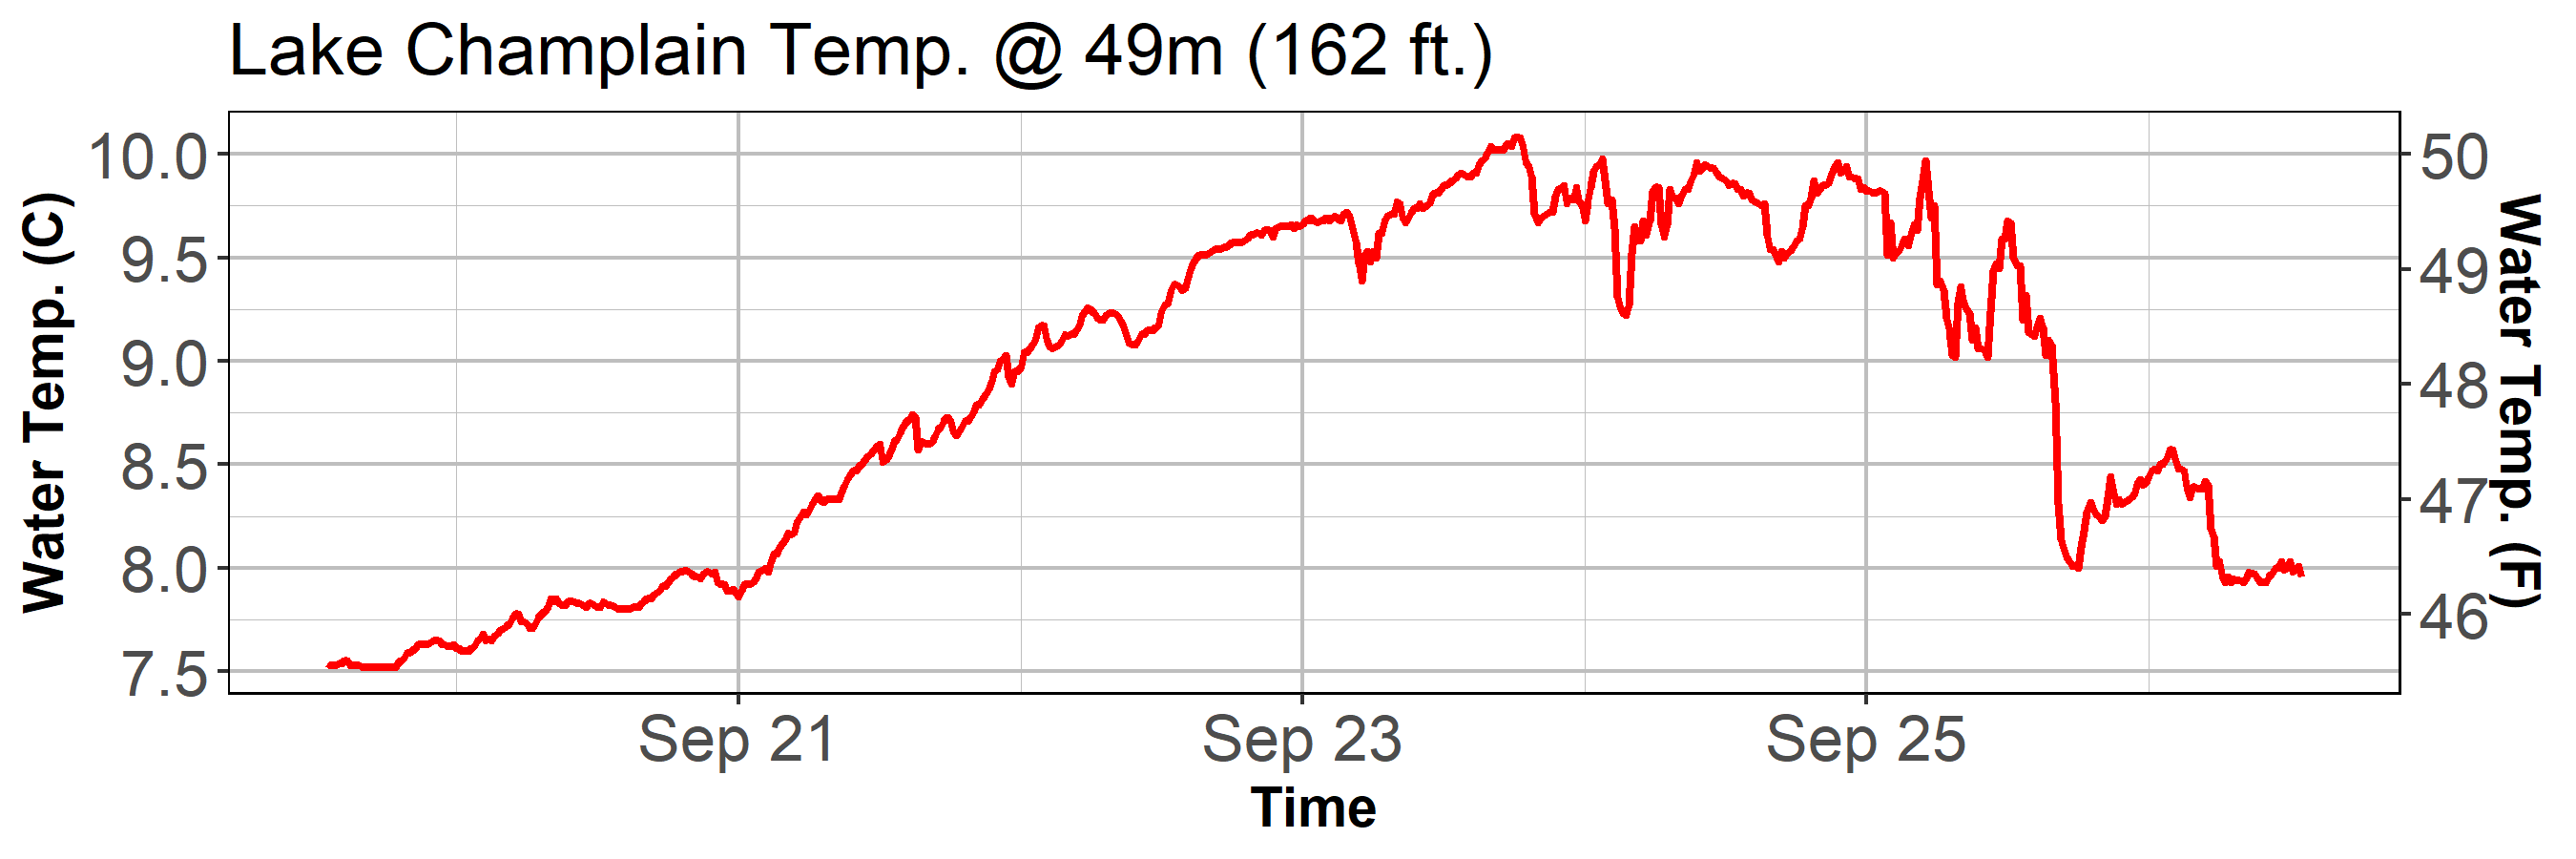 Lake Champlain Temp. @ 49m (162 ft.)
Water Temp. (C)
10.0
9.5
9.0
8.5
8.0
7.5
50
49
48
47
46
Water Temp. (F)
Sep 21 Sep 23 Sep 25
Time